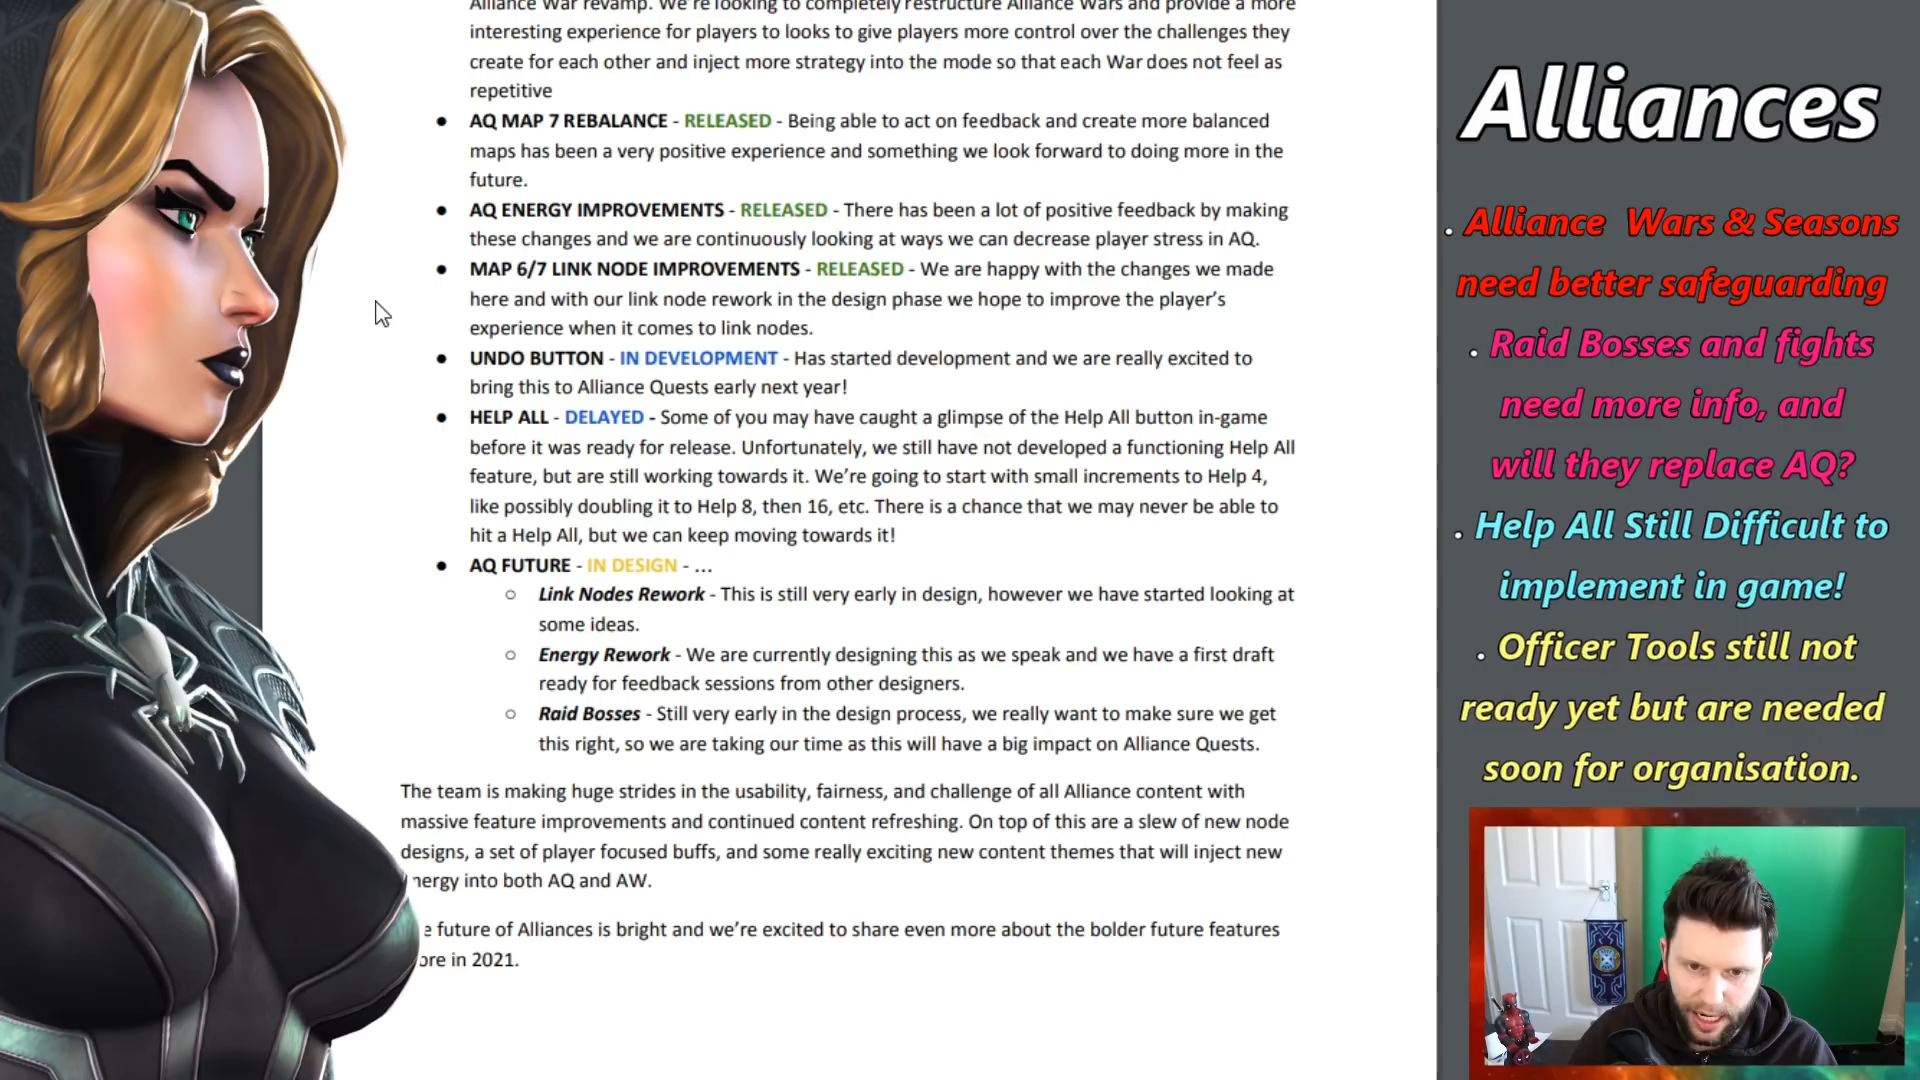 Alliance War revamp. We're looking to completely restructure Alliance Wars and provide a more
interesting experience for players to looks to give players more control over the challenges they
create for each other and inject more strategy into the mode so that each War does not feel as
repetitive
● AQ MAP 7 REBALANCE - RELEASED - Being able to act on feedback and create more balanced
maps has been a very positive experience and something we look forward to doing more in the
future.
● AQ ENERGY IMPROVEMENTS - RELEASED - There has been a lot of positive feedback by making
these changes and we are continuously looking at ways we can decrease player stress in AQ.
● MAP 6/7 LINK NODE IMPROVEMENTS - RELEASED - We are happy with the changes we made
here and with our link node rework in the design phase we hope to improve the player's
experience when it comes to link nodes.
● UNDO BUTTON - IN DEVELOPMENT - Has started development and we are really excited to
bring this to Alliance Quests early next year!
● HELP ALL - DELAYED - Some of you may have caught a glimpse of the Help All button in-game
before it was ready for release. Unfortunately, we still have not developed a functioning Help All
feature, but are still working towards it. We're going to start with small increments to Help 4,
like possibly doubling it to Help 8, then 16, etc. There is a chance that we may never be able to
hit a Help All, but we can keep moving towards it!
● AQ FUTURE - IN DESIGN - ...
○ Link Nodes Rework - This is still very early in design, however we have started looking at
some ideas.
○ Energy Rework - We are currently designing this as we speak and we have a first draft
ready for feedback sessions from other designers.
○ Raid Bosses - Still very early in the design process, we really want to make sure we get
this right, so we are taking our time as this will have a big impact on Alliance Quests.
The team is making huge strides in the usability, fairness, and challenge of all Alliance content with
massive feature improvements and continued content refreshing. On top of this are a slew of new node
designs, a set of player focused buffs, and some really exciting new content themes that will inject new
nergy into both AQ and AW.
e future of Alliances is bright and we're excited to share even more about the bolder future features
ore in 2021.
Alliances
. Alliance Wars & Seasons
need better safeguarding
. Raid Bosses and fights
need more info, and
will they replace AQ?
. Help All Still Difficult to
implement in game!
. Officer Tools still not
ready yet but are needed
soon for organisation.